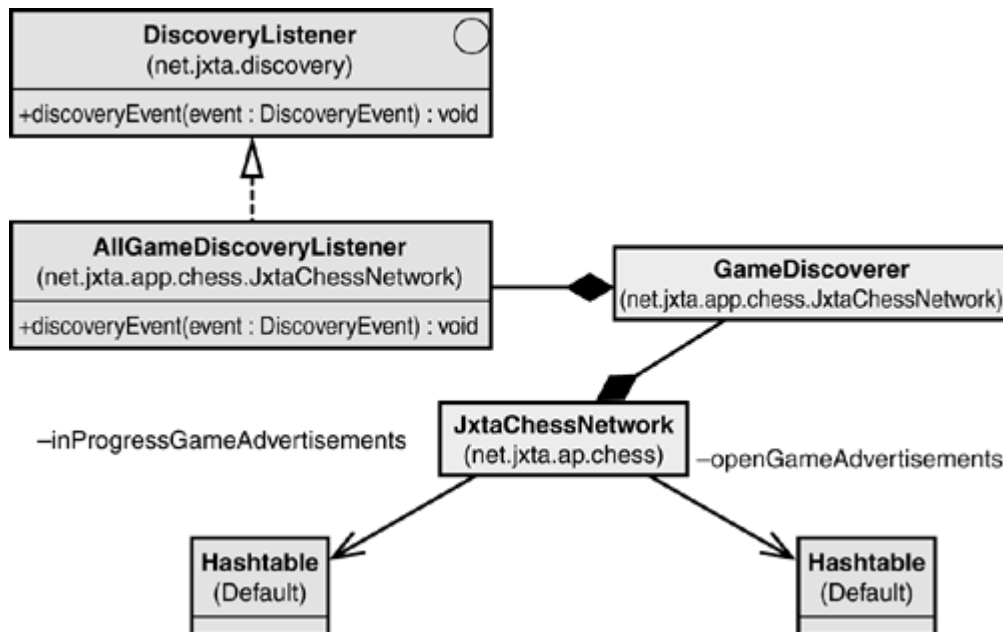 DiscoveryListener
(net.jxta.discovery)
+discoveryEvent(event : DiscoveryEvent) : void
AllGameDiscoveryListener
(net.jxta.app.chess.JxtaChessNetwork)
+discoveryEvent(event : DiscoveryEvent) : void
GameDiscoverer
(net.jxta.app.chess.JxtaChessNetwork)
–inProgressGameAdvertisements
JxtaChessNetwork
(net.jxta.ap.chess)
–openGameAdvertisements
Hashtable
(Default)
Hashtable
(Default)